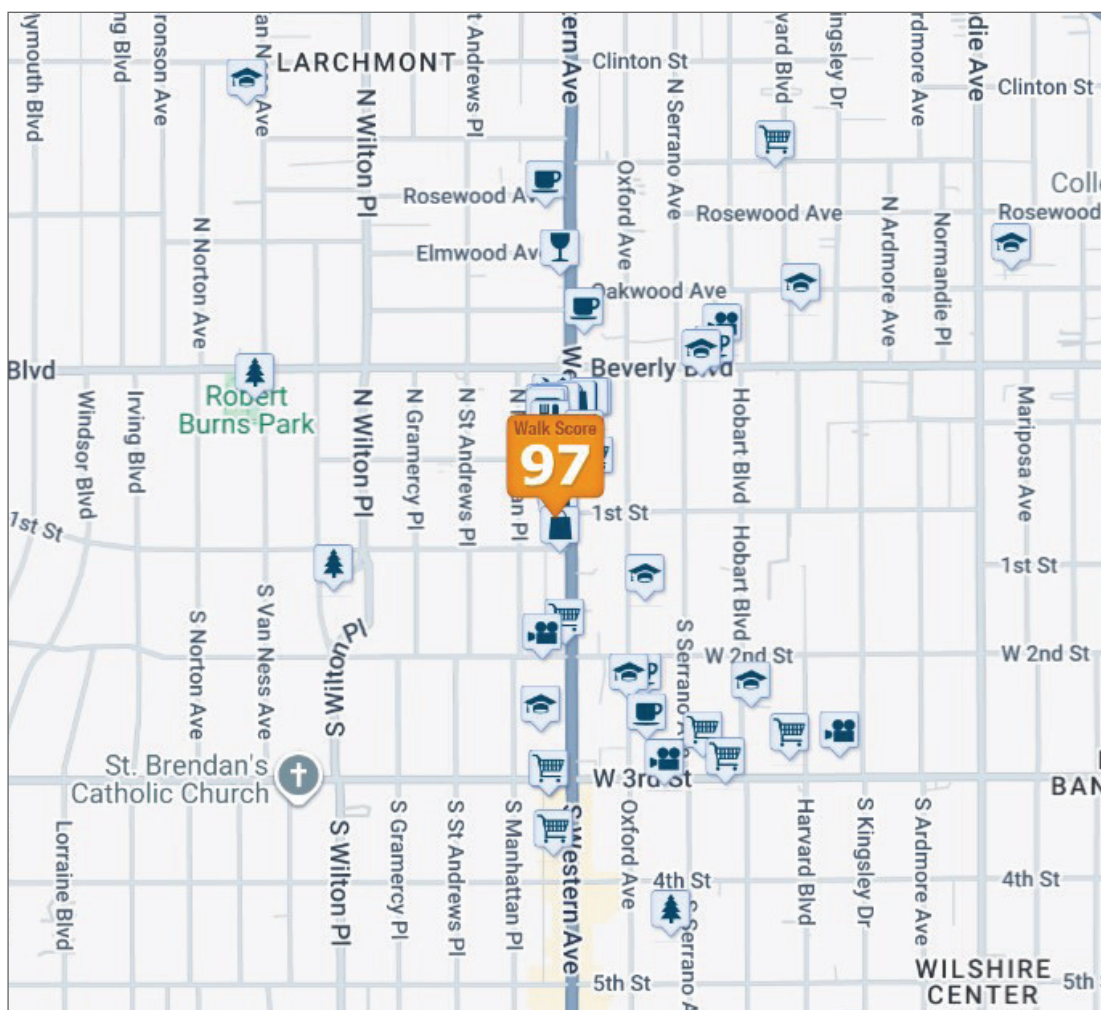 LARCHMONT
Clinton St
Clinton St
N Wilton Pl
N Serrano Ave
Rosewood
Oxford Ave
Rosewood Ave
Rosewood
N Norton Ave
Elmwood
N Ardmore Ave
Normandie Pl
Oakwood Ave
Blvd
Beverly Blvd
Robert
Burns Park
Windsor Blvd
Irving Blvd
N Wilton Pl
N Gramercy Pl
N St Andrews Pl
Hobart Blvd
Mariposa Ave
Walk Score
97
1st St
1st St
1st St
Hobart Blvd
S Norton Ave
S Van Ness Ave
S Wilton Pl
S Serrano
W 2nd St
W 2nd St
St. Brendan's
Catholic Church
W 3rd St
BAN
Lorraine Blvd
S Wilton Pl
S Gramercy Pl
S St Andrews Pl
S Manhattan Pl
S Western Ave
Oxford Ave
Harvard Blvd
S Kingsley Dr
S Ardmore Ave
4th St
4th St
S Serrano
5th St
WILSHIRE
CENTER
5th